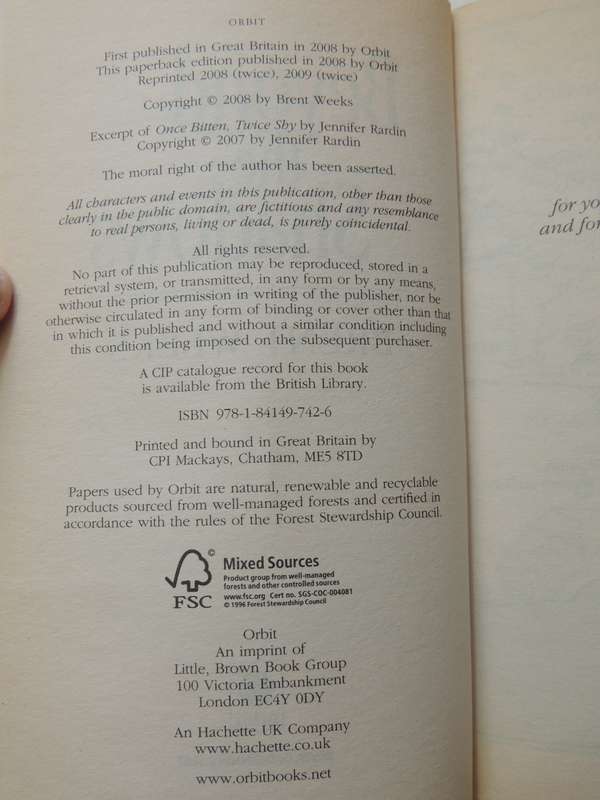 ORBIT
First published in Great Britain in 2008 by Orbit
This paperback edition published in 2008 by Orbit
Reprinted 2008 (twice), 2009 (twice)
Copyright © 2008 by Brent Weeks
Excerpt of Once Bitten, Twice Shy by Jennifer Rardin
Copyright © 2007 by Jennifer Rardin
The moral right of the author has been asserted.
All characters and events in this publication, other than those
clearly in the public domain, are fictitious and any resemblance
to real persons, living or dead, is purely coincidental.
All rights reserved.
No part of this publication may be reproduced, stored in a
retrieval system, or transmitted, in any form or by any means,
without the prior permission in writing of the publisher, nor be
otherwise circulated in any form of binding or cover other than that
in which it is published and without a similar condition including
this condition being imposed on the subsequent purchaser.
A CIP catalogue record for this book
is available from the British Library.
ISBN 978-1-84149-742-6
Printed and bound in Great Britain by
CPI Mackays, Chatham, ME5 8TD
Papers used by Orbit are natural, renewable and recyclable
products sourced from well-managed forests and certified in
accordance with the rules of the Forest Stewardship Council.
©
FSC
Mixed Sources
Product group from well-managed
forests and other controlled sources
www.fsc.org Cert no. SGS-COC-004081
© 1996 Forest Stewardship Council
Orbit
An imprint of
Little, Brown Book Group
100 Victoria Embankment
London EC4Y 0DY
An Hachette UK Company
www.hachette.co.uk
www.orbitbooks.net
for yo
and for